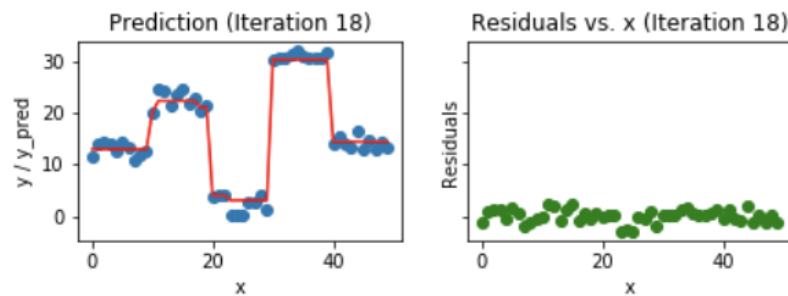 Prediction (Iteration 18)
y / y_pred
30
20
10
0
0
20
40
x
Residuals vs. x (Iteration 18)
Residuals
0
20
40
x